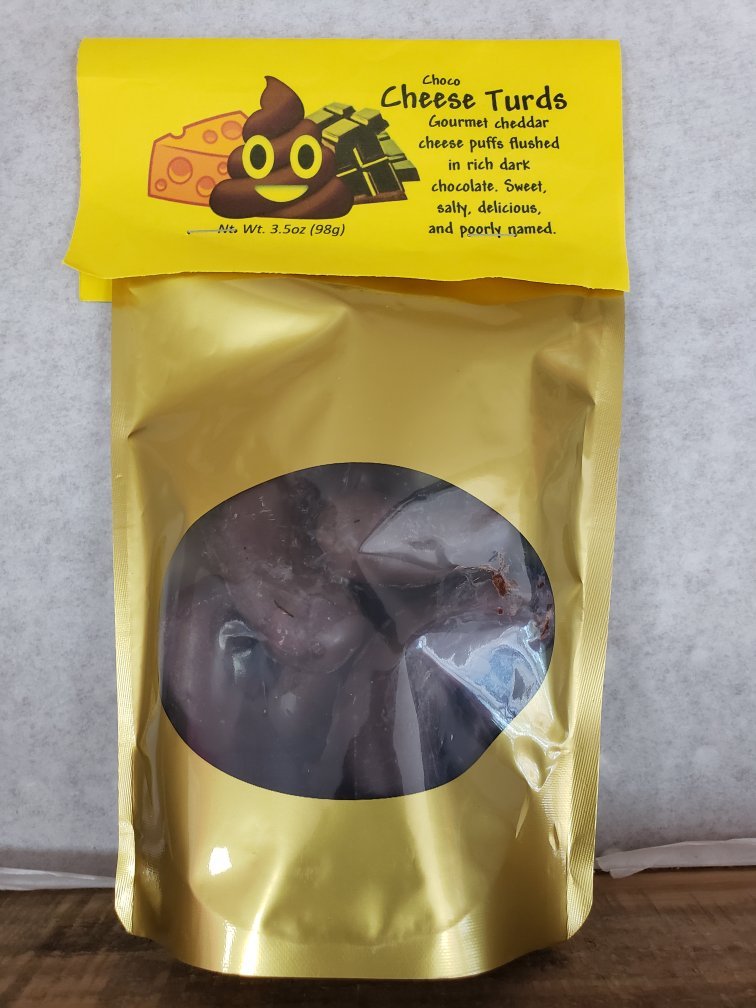 Choco
Cheese Turds
Gourmet cheddar
cheese puffs flushed
in rich dark
chocolate. Sweet,
salty, delicious,
and poorly named.
Nt. Wt. 3.5oz (98g)